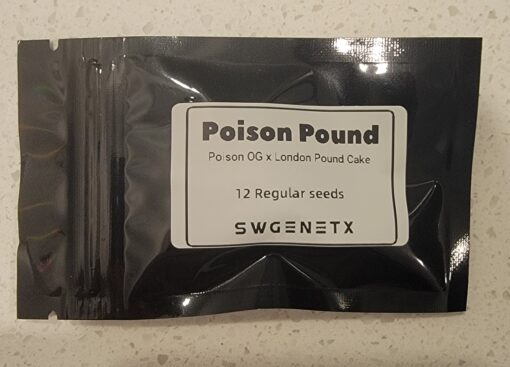 Poison Pound
Poison OG x London Pound Cake
12 Regular seeds
SWGENETX